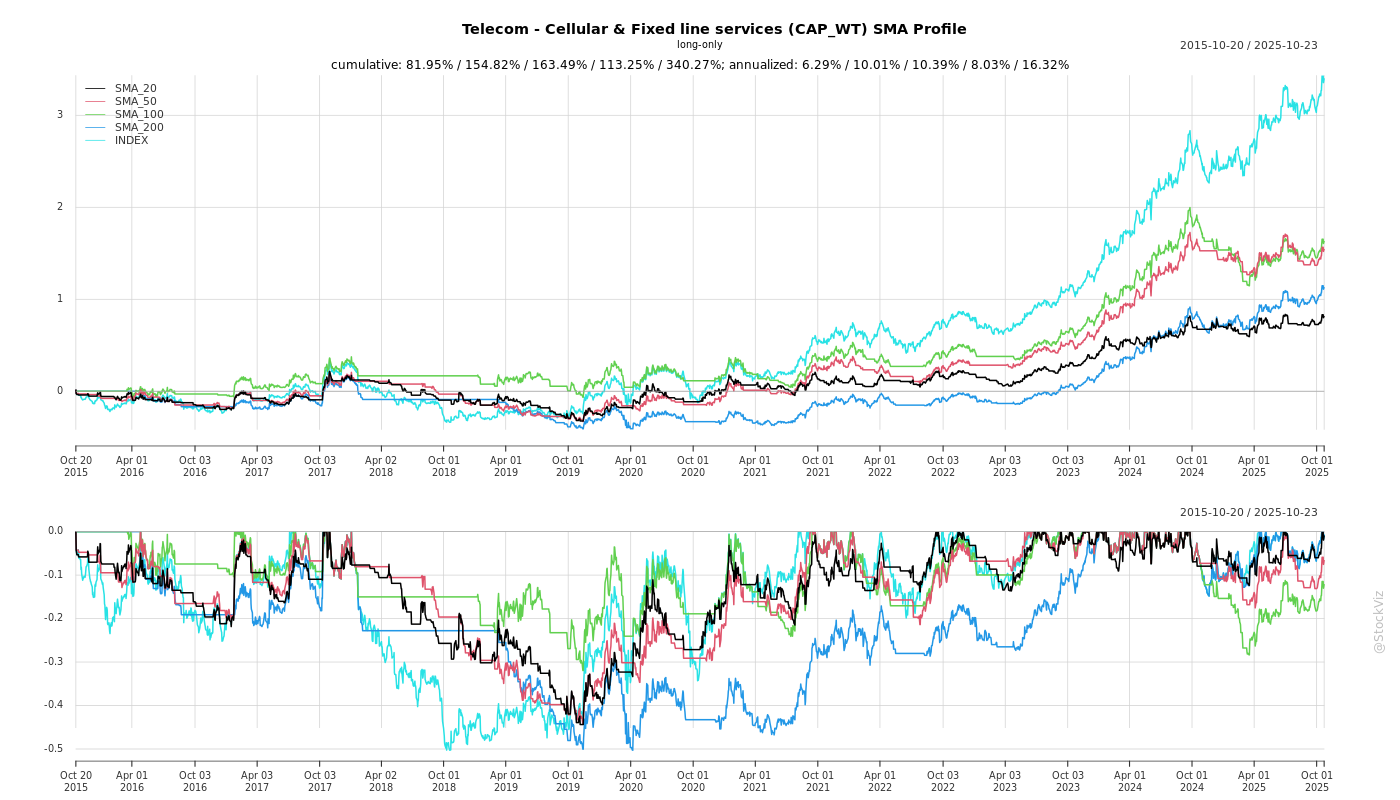 Telecom - Cellular & Fixed line services (CAP_WT) SMA Profile
long-only
2015-10-20 / 2025-10-23
cumulative: 81.95% / 154.82% / 163.49% / 113.25% / 340.27%; annualized: 6.29% / 10.01% / 10.39% / 8.03% / 16.32%
SMA_20
SMA_50
SMA_100
SMA_200
INDEX
3
2
1
0
Oct 20 Apr 01 Oct 03 Apr 03 Oct 03 Apr 02 Oct 01 Apr 01 Oct 01 Apr 01 Oct 01 Apr 01 Oct 01 Apr 01 Oct 03 Apr 03 Oct 03 Apr 01 Oct 01 Apr 01 Oct 01
2015 2016 2016 2017 2017 2018 2018 2019 2019 2020 2020 2021 2021 2022 2022 2023 2023 2024 2024 2025 2025
2015-10-20 / 2025-10-23
0.0
-0.1
-0.2
-0.3
-0.4
-0.5
Oct 20 Apr 01 Oct 03 Apr 03 Oct 03 Apr 02 Oct 01 Apr 01 Oct 01 Apr 01 Oct 01 Apr 01 Oct 01 Apr 01 Oct 03 Apr 03 Oct 03 Apr 01 Oct 01 Apr 01 Oct 01
2015 2016 2016 2017 2017 2018 2018 2019 2019 2020 2020 2021 2021 2022 2022 2023 2023 2024 2024 2025 2025
@StockViz